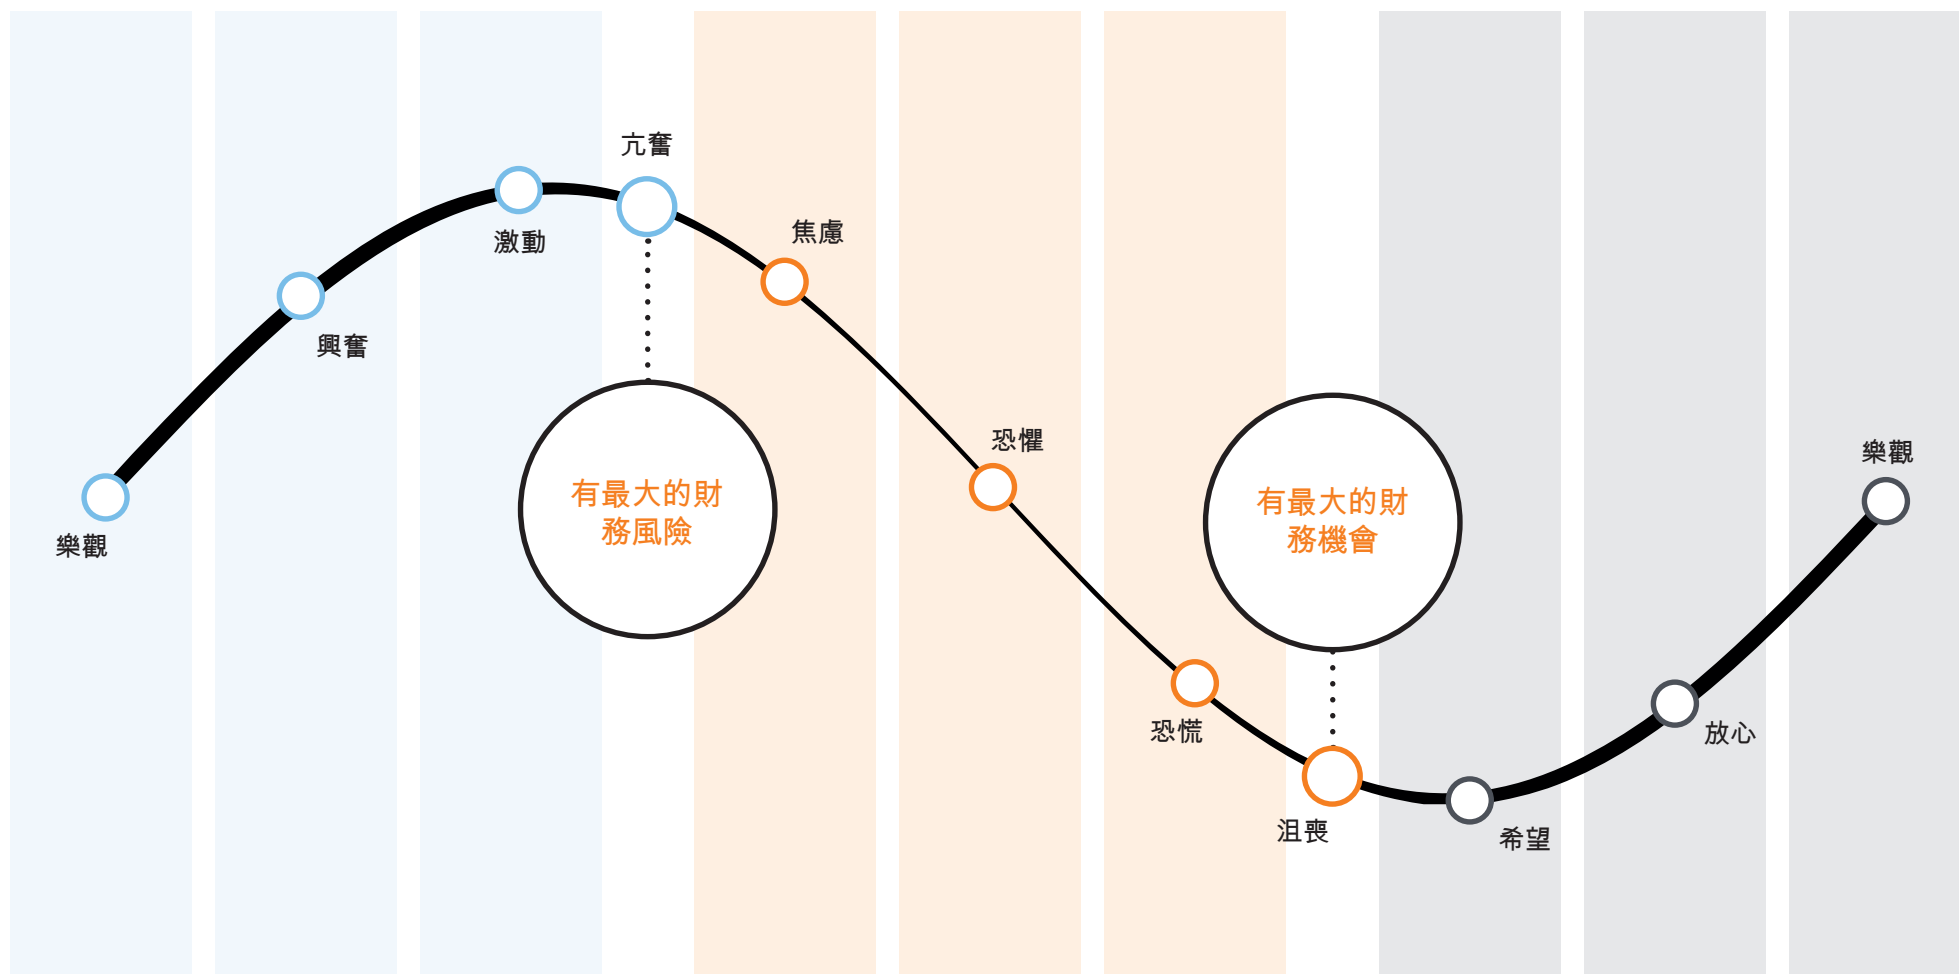 樂觀
興奮
激動
亢奮
有最大的財
務風險
焦慮
恐懼
恐慌
沮喪
有最大的財
務機會
希望
放心
樂觀